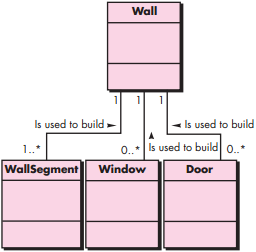 Wall
1 1 1
Is used to build ► ◄ Is used to build
1..* 0..* ▲ Is used to build 0..*
WallSegment Window Door